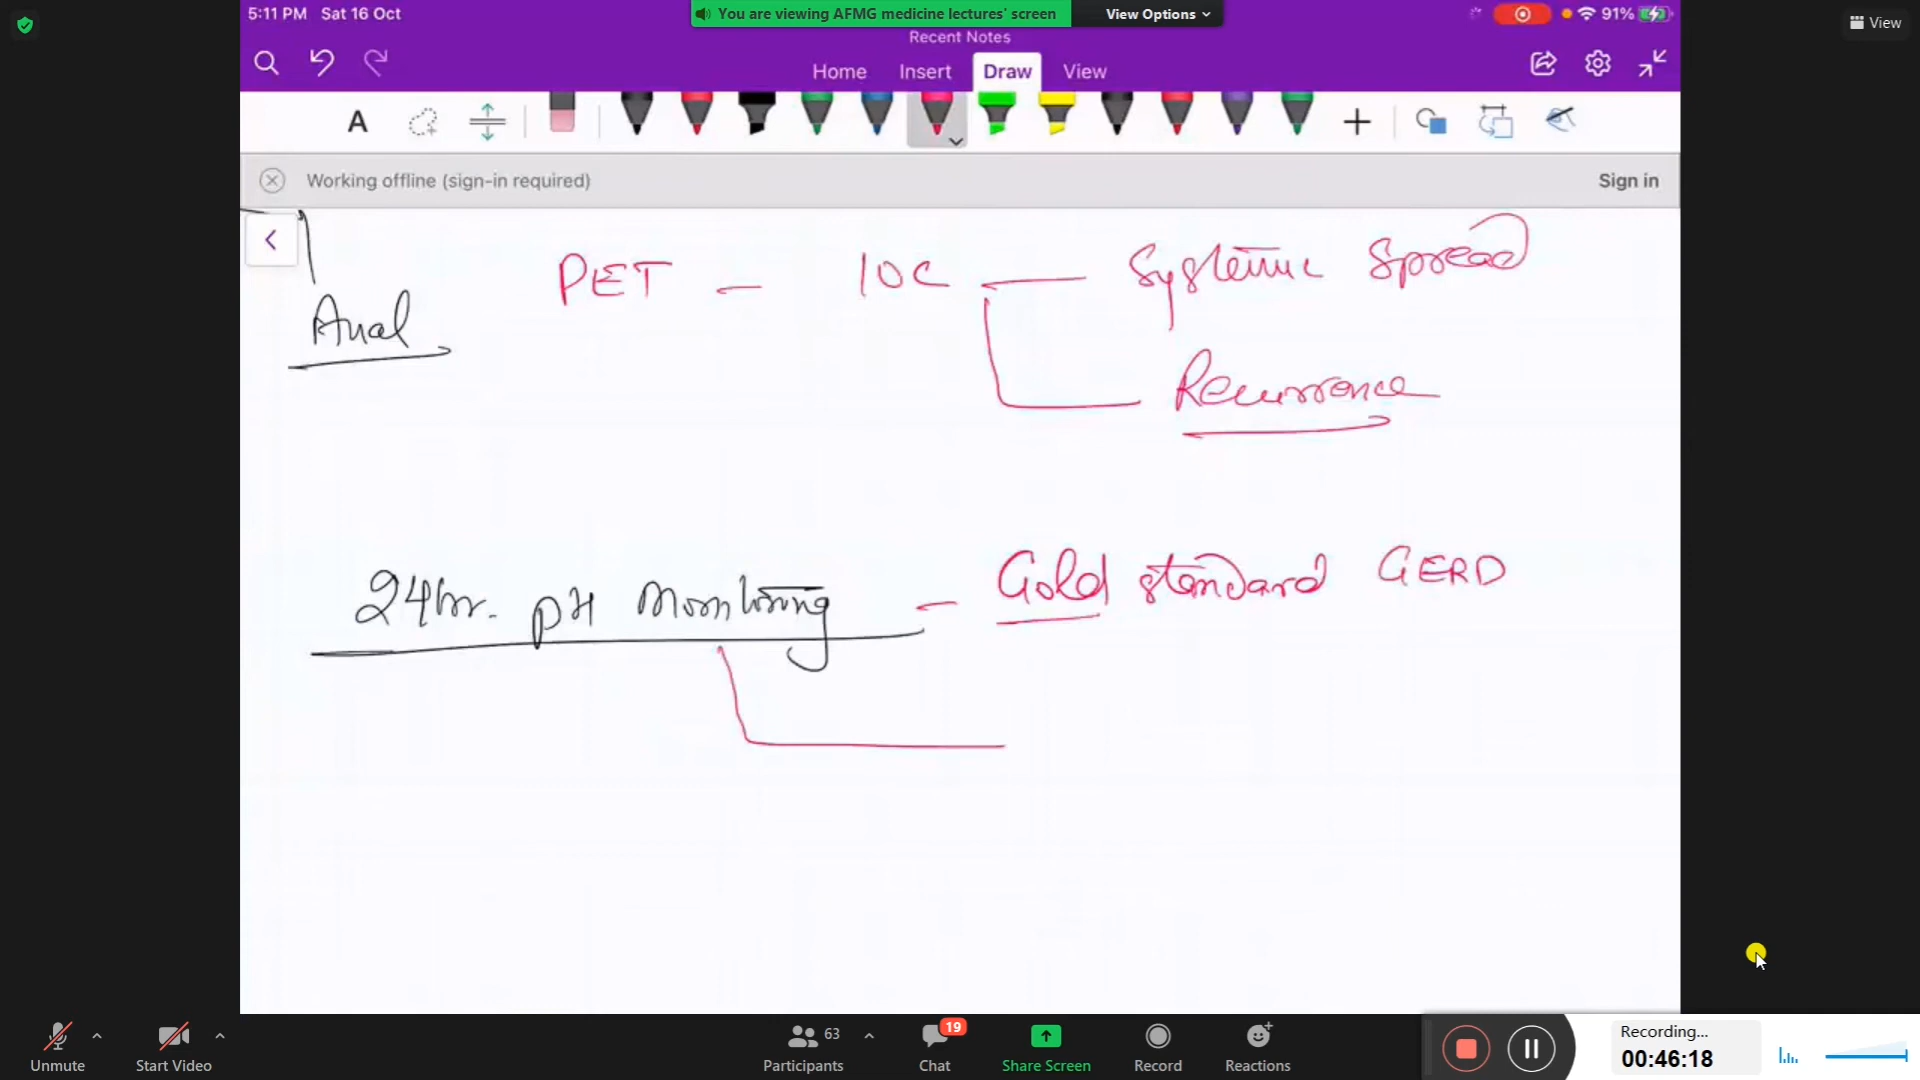 5:11 PM Sat 16 Oct
You are viewing AFMG medicine lectures' screen
View Options
91%
View
Recent Notes
Home Insert Draw View
A
Working offline (sign-in required)
Sign in
PET - IOC Systemic Spread
Anal
Recurrence
24hr. pH Monitoring - Gold standard GERD
Unmute
Start Video
63
Participants
19
Chat
Share Screen
Record
Reactions
Recording...
00:46:18